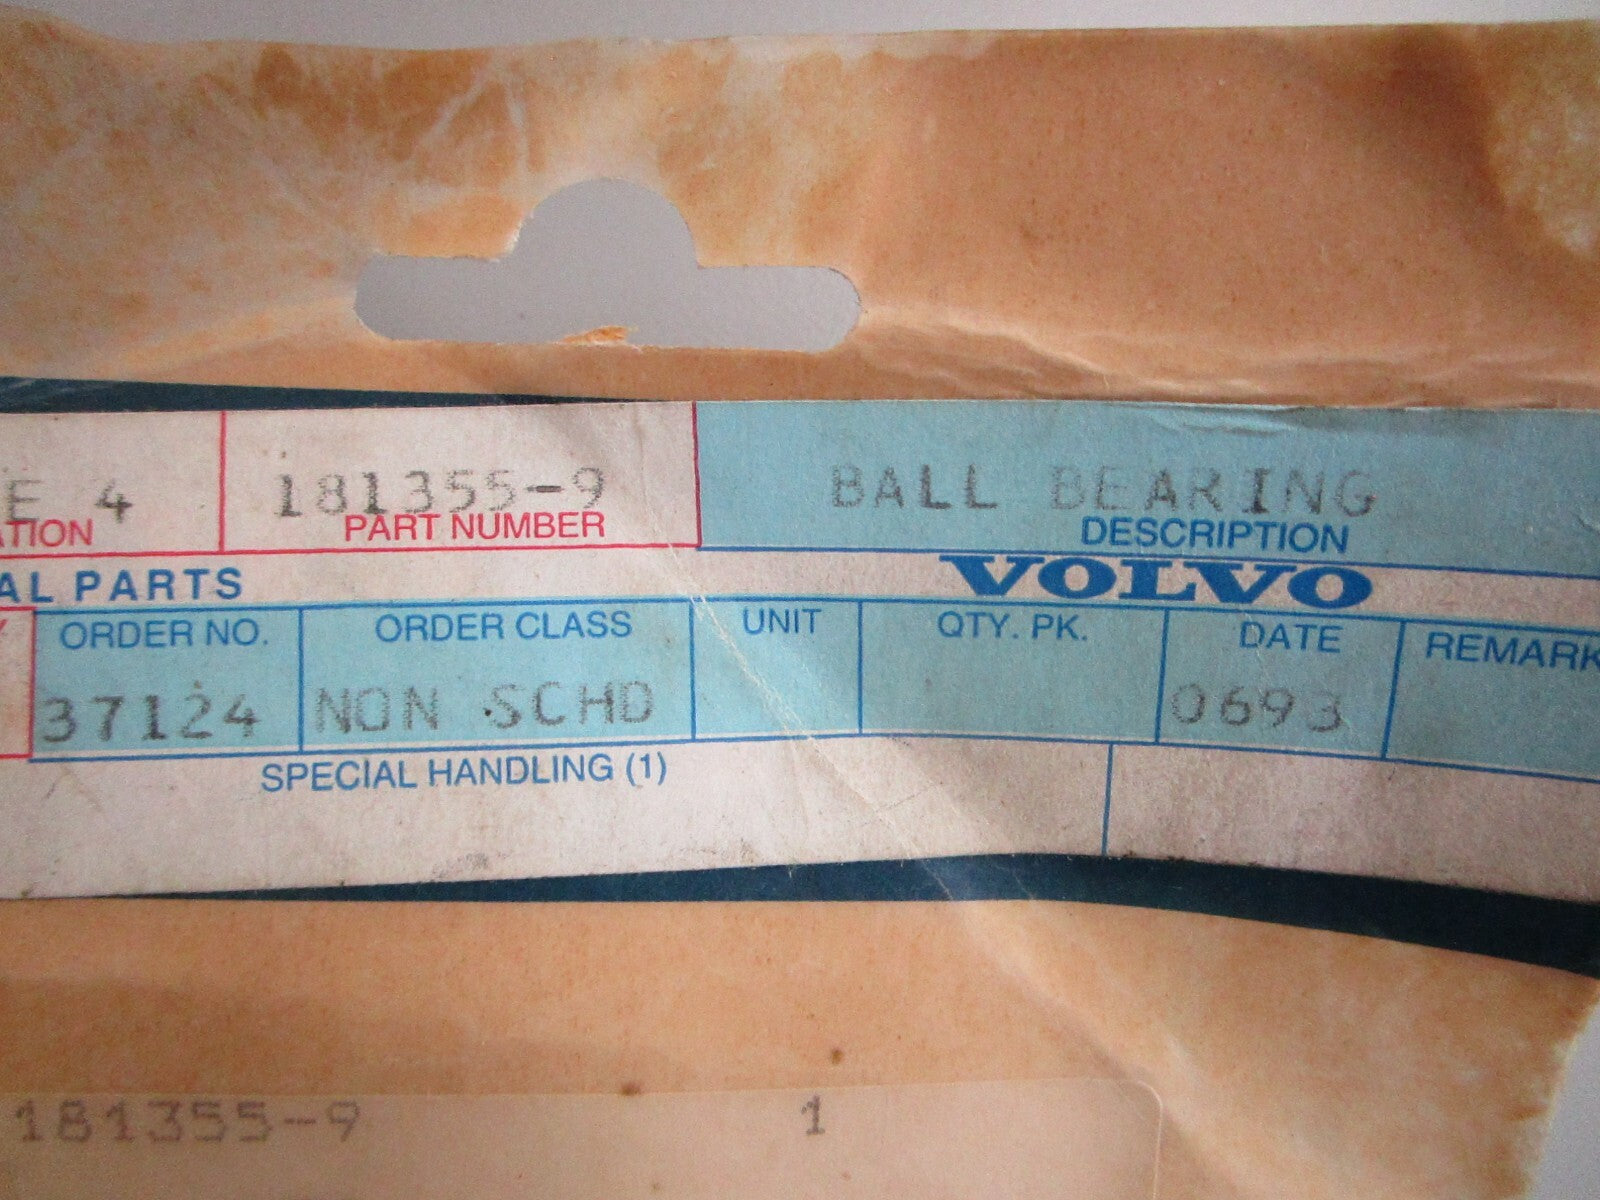 E 4 181355-9 BALL BEARING
PART NUMBER DESCRIPTION
AL PARTS VOLVO
ORDER NO. ORDER CLASS UNIT QTY. PK. DATE REMARK
37124 NON SCHD 0693
SPECIAL HANDLING (1)
181355-9 1